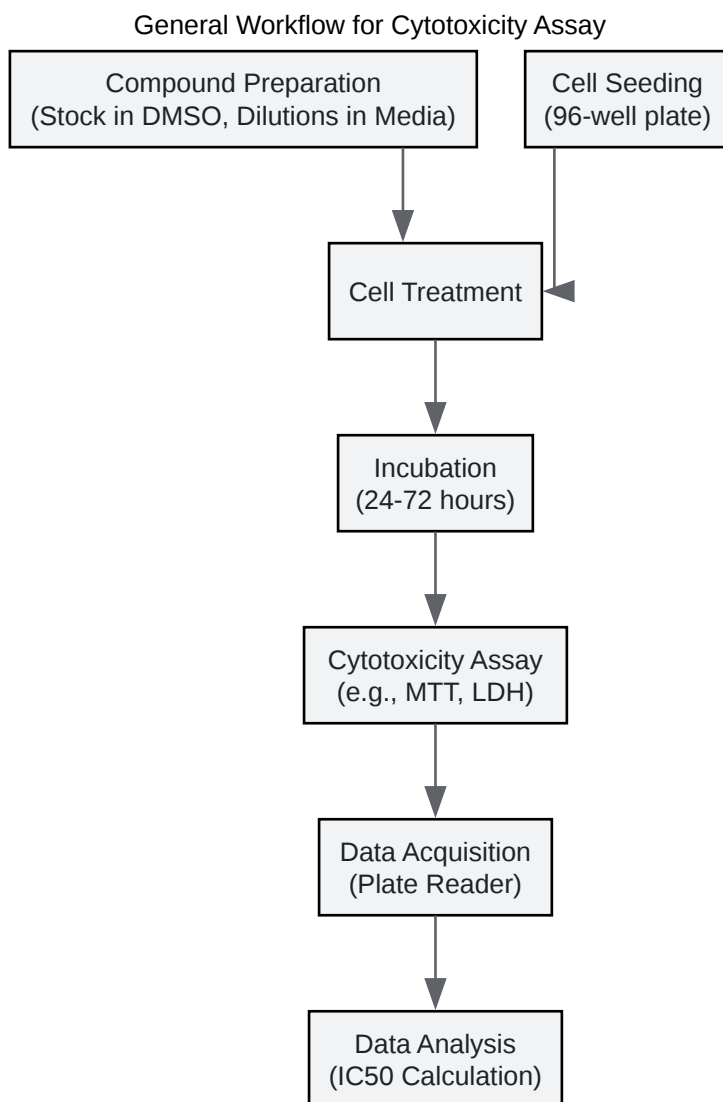 General Workflow for Cytotoxicity Assay
Compound Preparation
(Stock in DMSO, Dilutions in Media)
Cell Seeding
(96-well plate)
Cell Treatment
Incubation
(24-72 hours)
Cytotoxicity Assay
(e.g., MTT, LDH)
Data Acquisition
(Plate Reader)
Data Analysis
(IC50 Calculation)